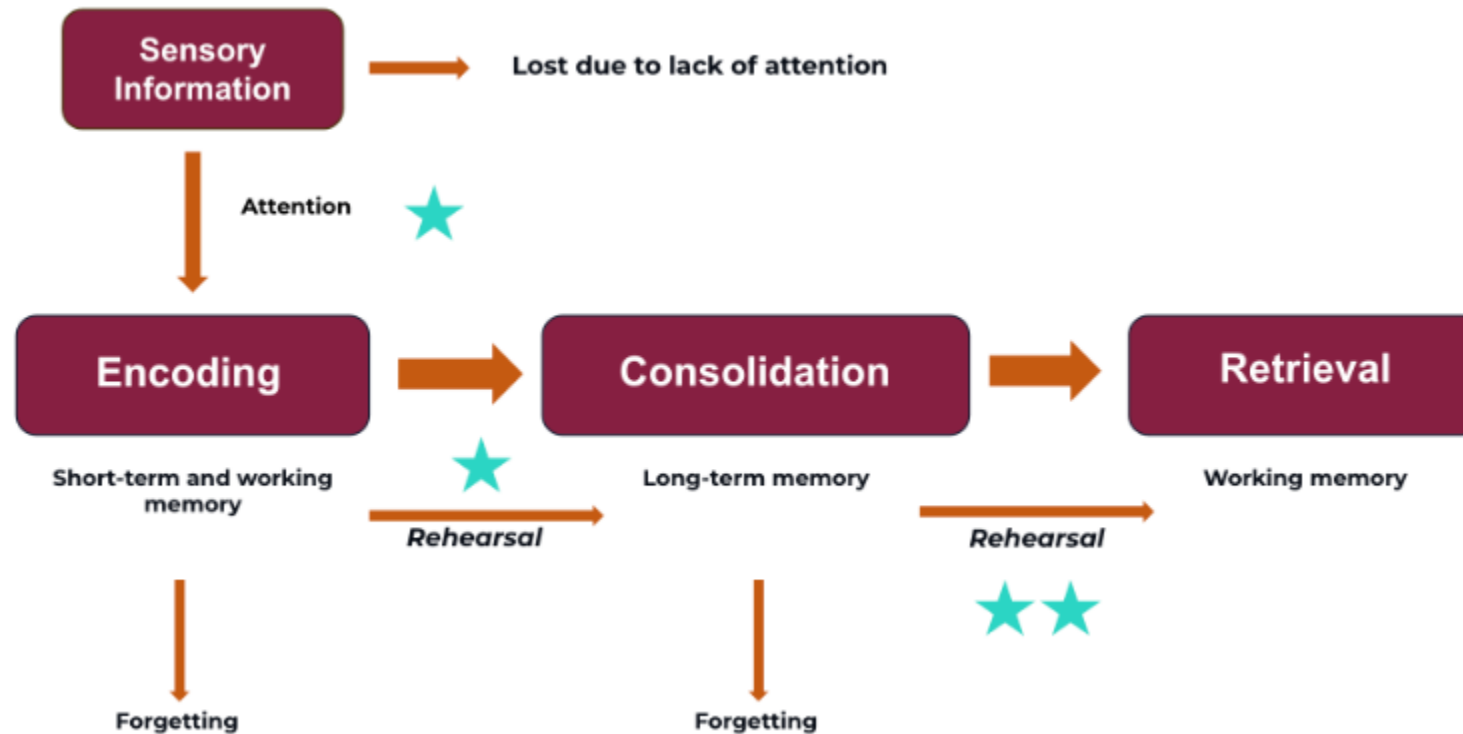 Sensory
Information
Lost due to lack of attention
Attention
Encoding
Consolidation
Retrieval
Short-term and working
memory
Long-term memory
Working memory
Rehearsal
Rehearsal
Forgetting
Forgetting